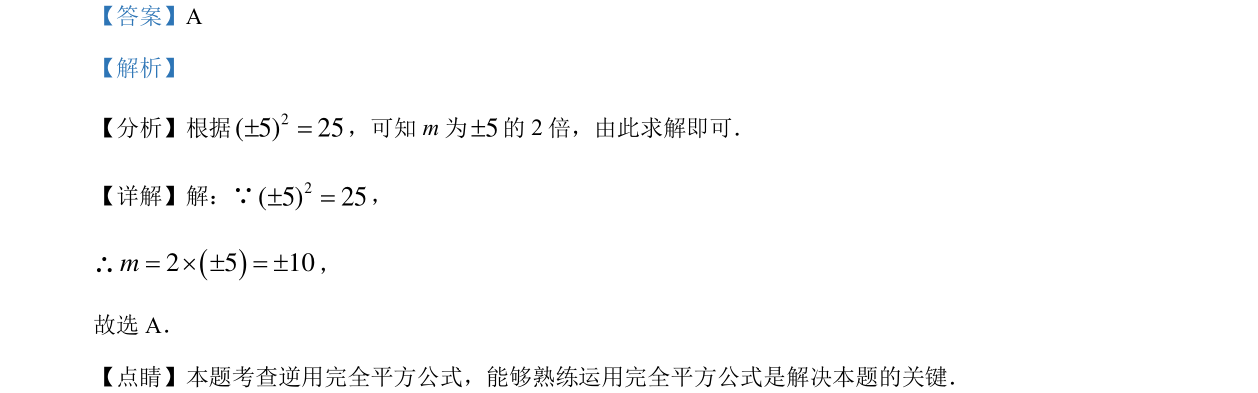 【答案】A
【解析】
【分析】根据(±5)²=25，可知 m 为±5的 2 倍，由此求解即可．
【详解】解：∵(±5)²=25，
∴m=2×(±5)=±10，
故选 A．
【点睛】本题考查逆用完全平方公式，能够熟练运用完全平方公式是解决本题的关键．